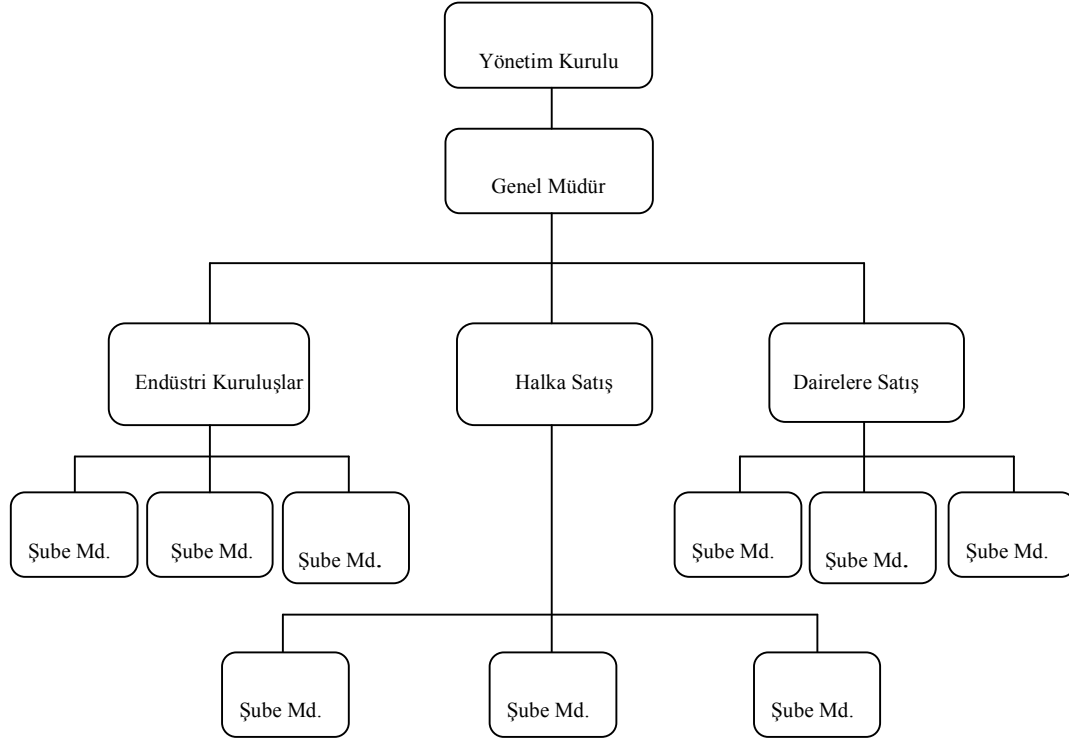 Yönetim Kurulu
Genel Müdür
Endüstri Kuruluşlar
Halka Satış
Dairelere Satış
Şube Md.
Şube Md.
Şube Md.
Şube Md.
Şube Md.
Şube Md.
Şube Md.
Şube Md.
Şube Md.